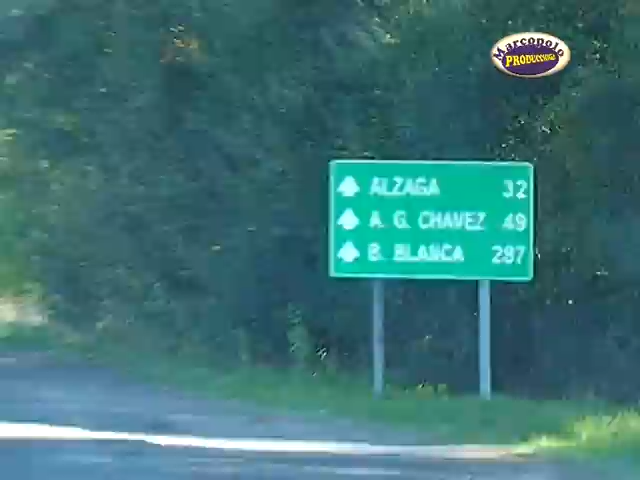 Marcopolo
PRODUCCIONES
ALZAGA 32
A. G. CHAVEZ 49
B. BLANCA 297